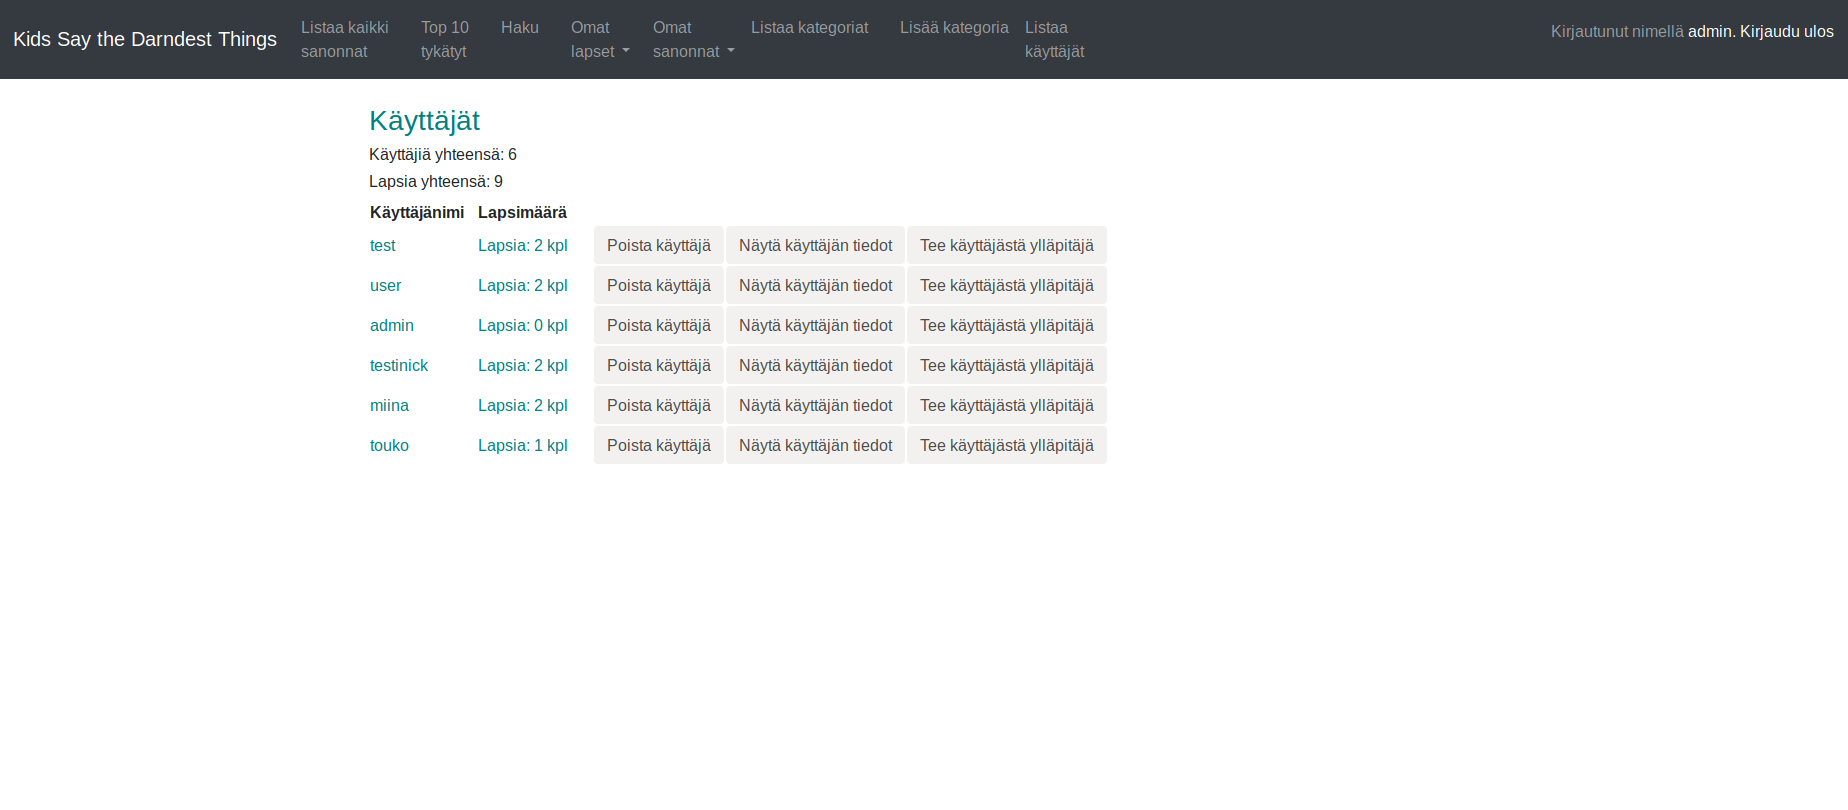 Kids Say the Darndest Things
Listaa kaikki
sanonnat
Top 10
tykätyt
Haku
Omat
lapset
Omat
sanonnat
Listaa kategoriat
Lisää kategoria
Listaa
käyttäjät
Kirjautunut nimellä admin. Kirjaudu ulos
Käyttäjät
Käyttäjiä yhteensä: 6
Lapsia yhteensä: 9
Käyttäjänimi Lapsimäärä
test Lapsia: 2 kpl Poista käyttäjä Näytä käyttäjän tiedot Tee käyttäjästä ylläpitäjä
user Lapsia: 2 kpl Poista käyttäjä Näytä käyttäjän tiedot Tee käyttäjästä ylläpitäjä
admin Lapsia: 0 kpl Poista käyttäjä Näytä käyttäjän tiedot Tee käyttäjästä ylläpitäjä
testinick Lapsia: 2 kpl Poista käyttäjä Näytä käyttäjän tiedot Tee käyttäjästä ylläpitäjä
miina Lapsia: 2 kpl Poista käyttäjä Näytä käyttäjän tiedot Tee käyttäjästä ylläpitäjä
touko Lapsia: 1 kpl Poista käyttäjä Näytä käyttäjän tiedot Tee käyttäjästä ylläpitäjä